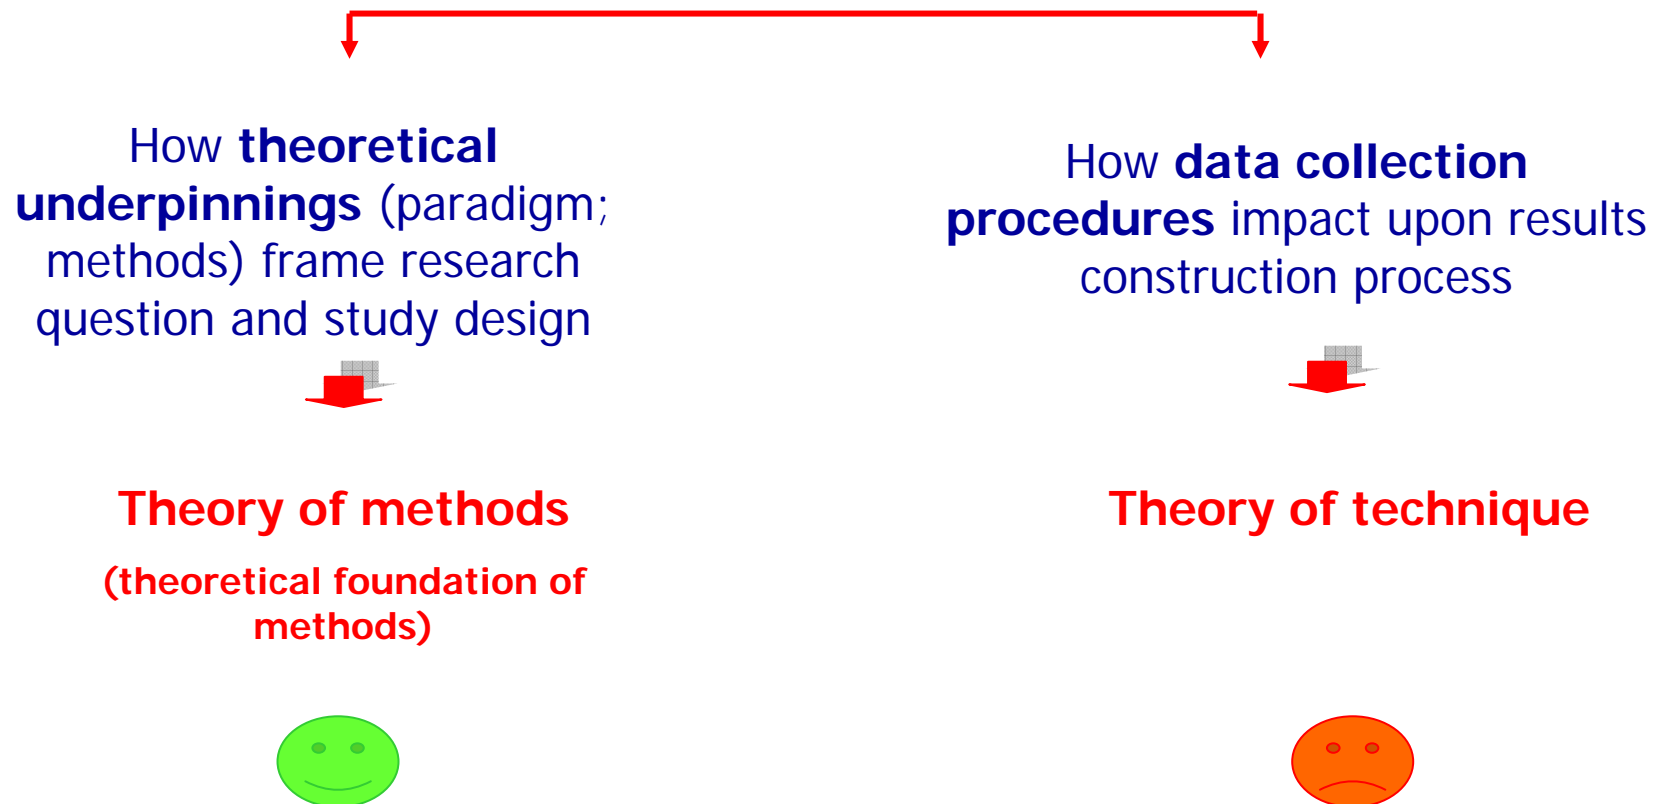 How theoretical
underpinnings (paradigm;
methods) frame research
question and study design
Theory of methods
(theoretical foundation of
methods)
How data collection
procedures impact upon results
construction process
Theory of technique